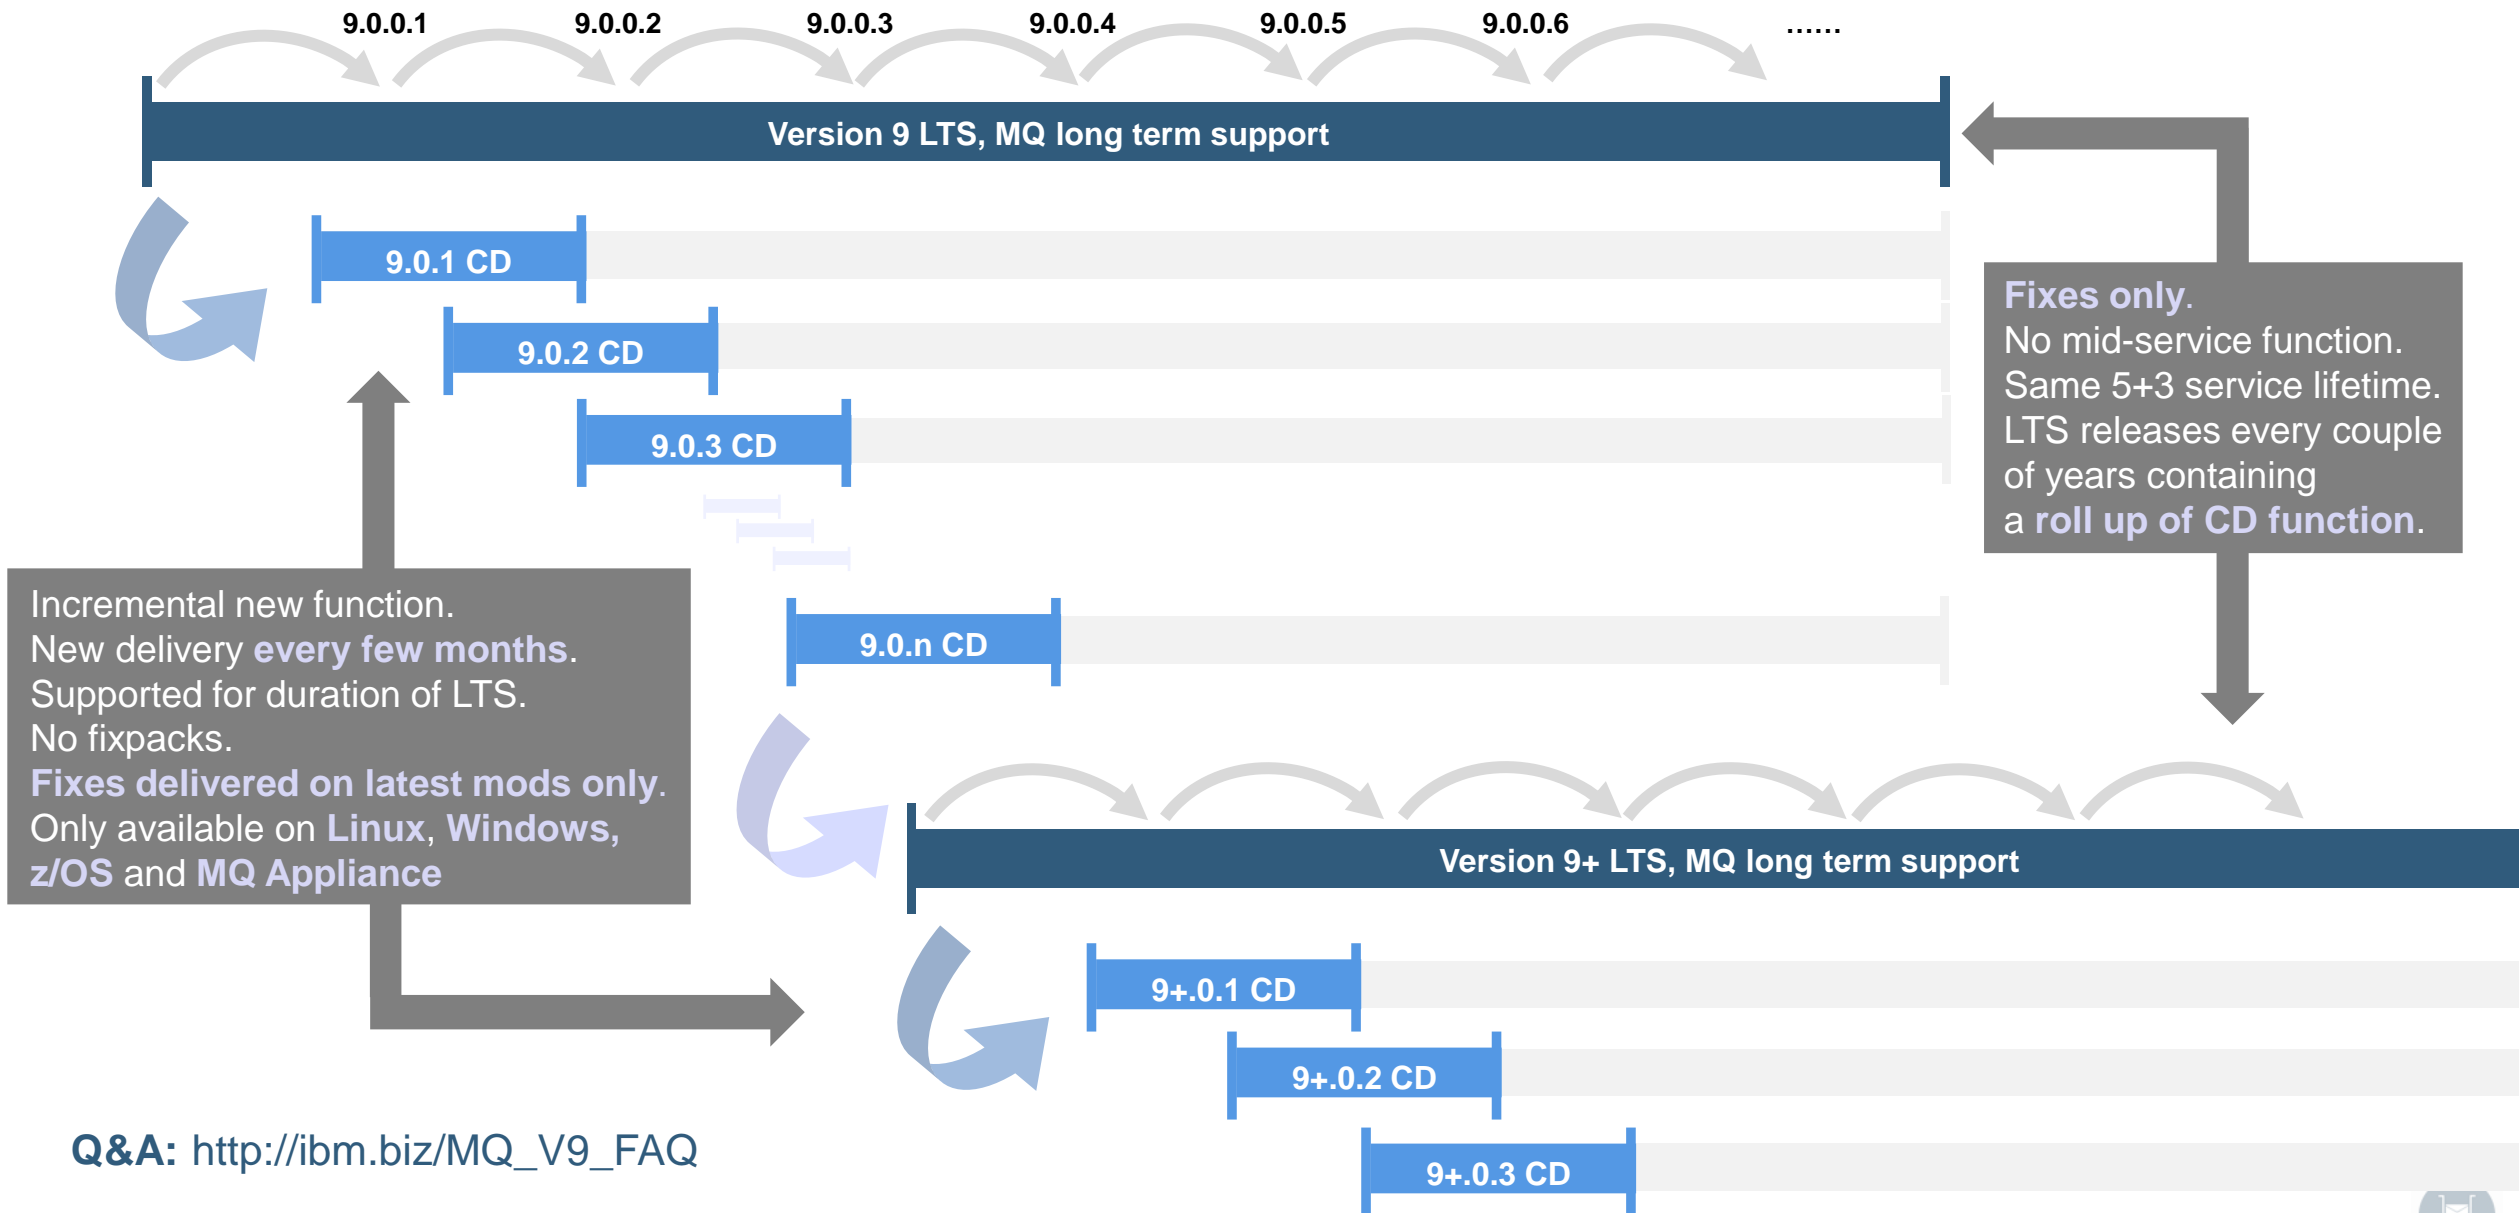 9.0.0.1 9.0.0.2 9.0.0.3 9.0.0.4 9.0.0.5 9.0.0.6 ......
Version 9 LTS, MQ long term support
9.0.1 CD
9.0.2 CD
9.0.3 CD
9.0.n CD
Fixes only.
No mid-service function.
Same 5+3 service lifetime.
LTS releases every couple
of years containing
a roll up of CD function.
Incremental new function.
New delivery every few months.
Supported for duration of LTS.
No fixpacks.
Fixes delivered on latest mods only.
Only available on Linux, Windows,
z/OS and MQ Appliance
Version 9+ LTS, MQ long term support
9+.0.1 CD
9+.0.2 CD
9+.0.3 CD
Q&A: http://ibm.biz/MQ_V9_FAQ